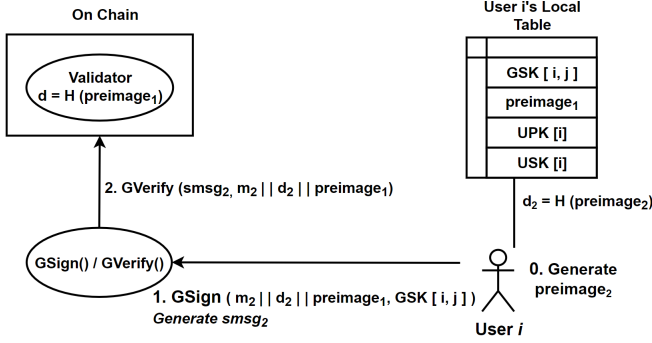 On Chain
Validator
d = H (preimage₁)
User i's Local
Table
GSK [ i, j ]
preimage₁
UPK [i]
USK [i]
d₂ = H (preimage₂)
2. GVerify (smsg₂, m₂ | | d₂ | | preimage₁)
GSign() / GVerify()
0. Generate
preimage₂
1. GSign ( m₂ | | d₂ | | preimage₁, GSK [ i, j ] )
Generate smsg₂
User i